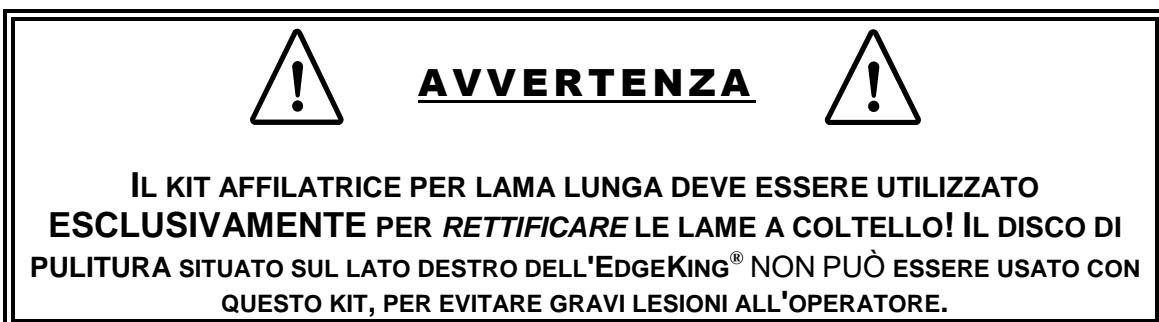 AVVERTENZA
IL KIT AFFILATRICE PER LAMA LUNGA DEVE ESSERE UTILIZZATO
ESCLUSIVAMENTE PER RETTIFICARE LE LAME A COLTELLO! IL DISCO DI
PULITURA SITUATO SUL LATO DESTRO DELL'EDGEKING® NON PUÒ ESSERE USATO CON
QUESTO KIT, PER EVITARE GRAVI LESIONI ALL'OPERATORE.